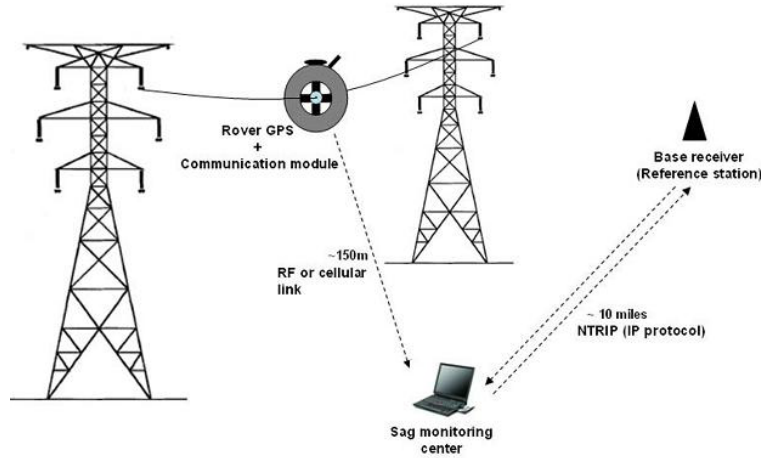 Rover GPS
+
Communication module
Base receiver
(Reference station)
~150m
RF or cellular
link
~ 10 miles
NTRIP (IP protocol)
Sag monitoring
center